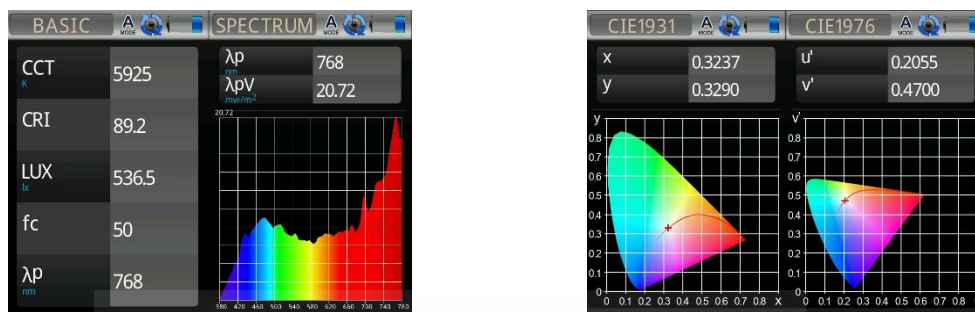 BASIC A MODE
CCT K 5925
CRI 89.2
LUX lx 536.5
fc 50
λp nm 768
SPECTRUM A MODE
λp nm 768
λpV mw/m² 20.72
20.72
380 420 460 500 540 580 620 660 700 740 780
CIE1931 A MODE
x 0.3237
y 0.3290
y
0.8
0.7
0.6
0.5
0.4
0.3
0.2
0.1
0 0.1 0.2 0.3 0.4 0.5 0.6 0.7 0.8 x
CIE1976 A MODE
u' 0.2055
v' 0.4700
v'
0.8
0.7
0.6
0.5
0.4
0.3
0.2
0.1
0 0.1 0.2 0.3 0.4 0.5 0.6 0.7 0.8